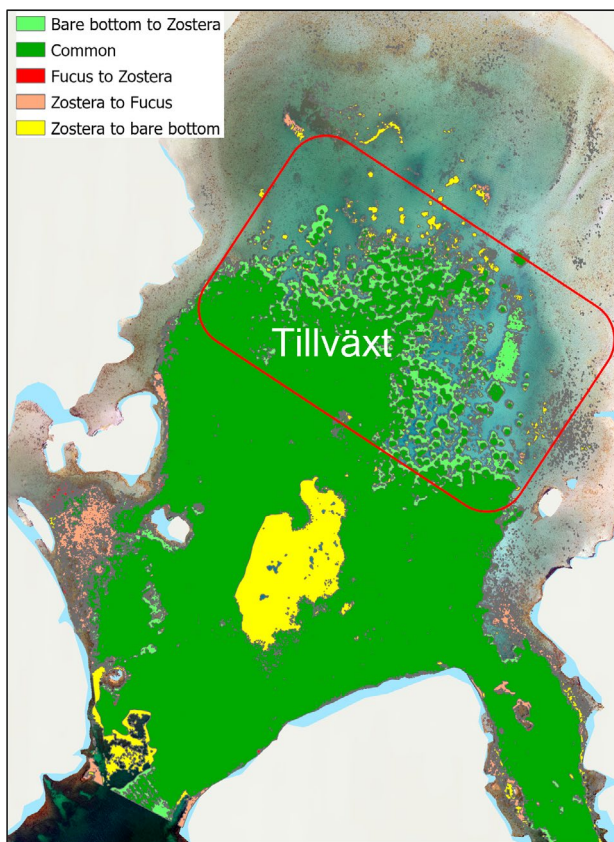 Bare bottom to Zostera
Common
Fucus to Zostera
Zostera to Fucus
Zostera to bare bottom
Tillväxt